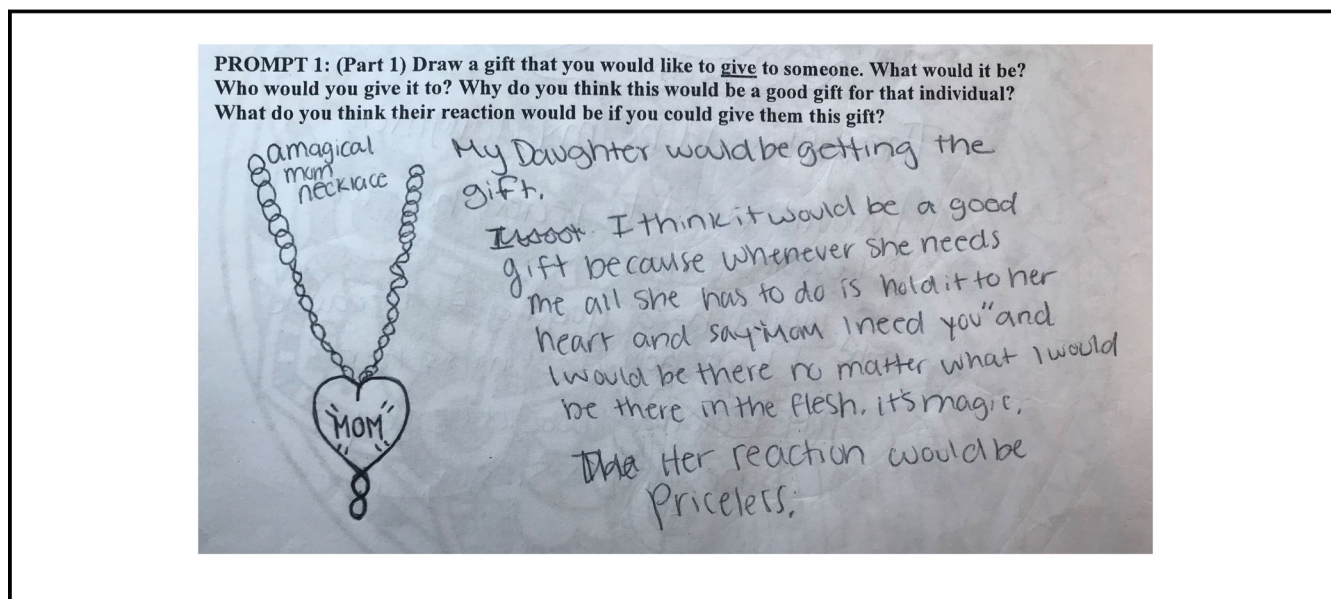 PROMPT 1: (Part 1) Draw a gift that you would like to give to someone. What would it be?
Who would you give it to? Why do you think this would be a good gift for that individual?
What do you think their reaction would be if you could give them this gift?
a magical
mom
necklace
MOM
My Daughter would be getting the
gift.
I think it would be a good
gift because whenever she needs
me all she has to do is hold it to her
heart and say "Mom I need you" and
I would be there no matter what I would
be there in the flesh. it's magic.
Her reaction would be
Priceless.